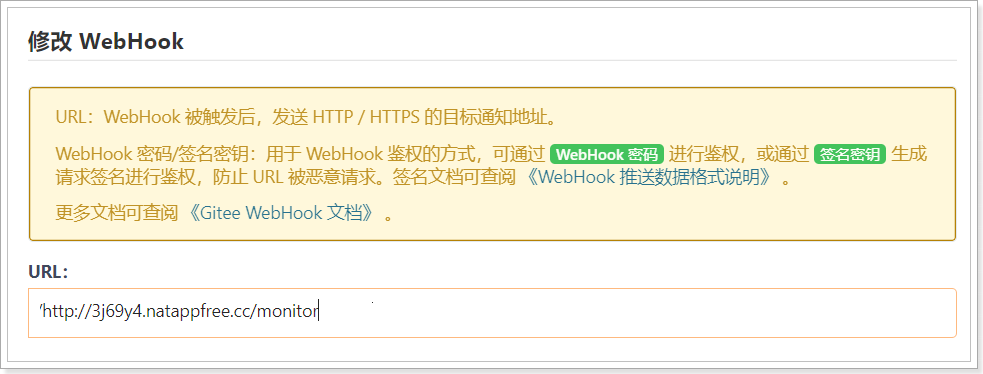 修改 WebHook
URL：WebHook 被触发后，发送 HTTP / HTTPS 的目标通知地址。
WebHook 密码/签名密钥：用于 WebHook 鉴权的方式，可通过 WebHook 密码 进行鉴权，或通过 签名密钥 生成
请求签名进行鉴权，防止 URL 被恶意请求。签名文档可查阅 《WebHook 推送数据格式说明》 。
更多文档可查阅 《Gitee WebHook 文档》 。
URL：
'http://3j69y4.natappfree.cc/monitor